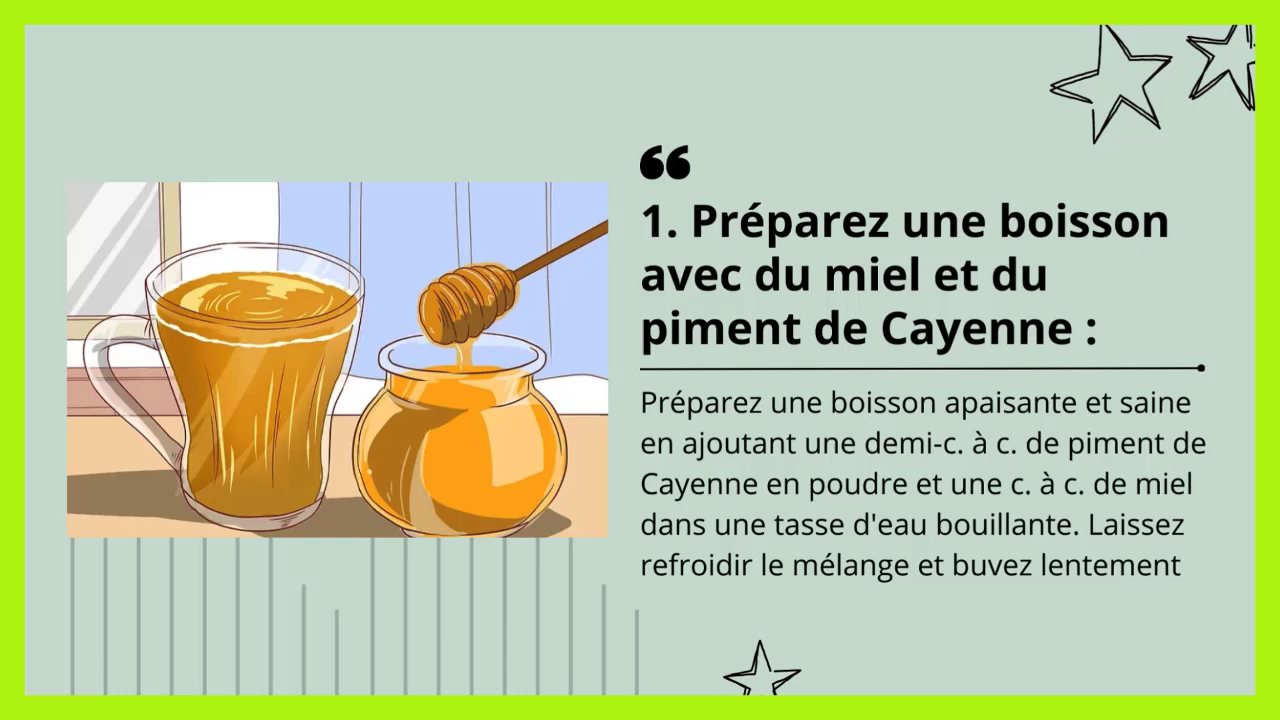 ❝
1. Préparez une boisson
avec du miel et du
piment de Cayenne :
Préparez une boisson apaisante et saine
en ajoutant une demi-c. à c. de piment de
Cayenne en poudre et une c. à c. de miel
dans une tasse d'eau bouillante. Laissez
refroidir le mélange et buvez lentement